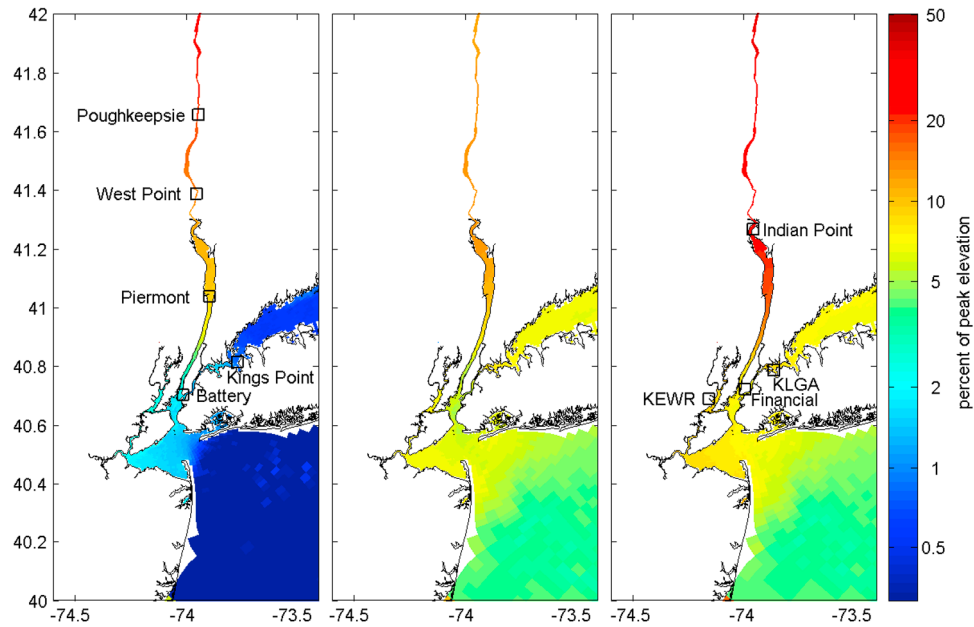 42
41.8
41.6
41.4
41.2
41
40.8
40.6
40.4
40.2
40
-74.5
-74
-73.5
Poughkeepsie
West Point
Piermont
Kings Point
Battery
-74.5
-74
-73.5
Indian Point
KLGA
KEWR
Financial
-74.5
-74
-73.5
50
20
10
5
2
1
0.5
percent of peak elevation